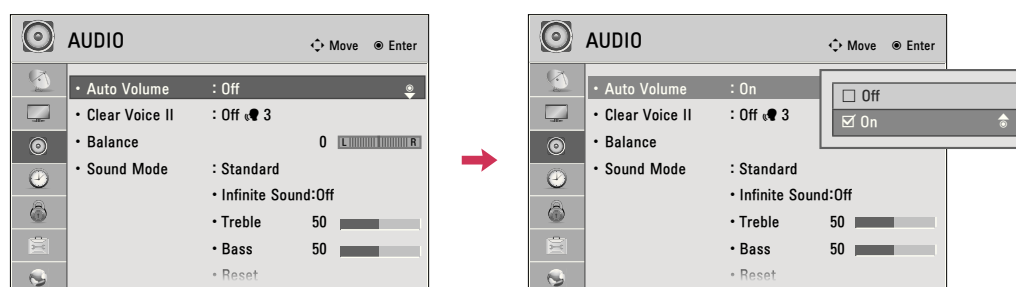 AUDIO Move Enter
• Auto Volume : Off
• Clear Voice II : Off 3
• Balance 0 L R
• Sound Mode : Standard
• Infinite Sound:Off
• Treble 50
• Bass 50
• Reset
AUDIO Move Enter
• Auto Volume : On
• Clear Voice II : Off 3
• Balance
• Sound Mode : Standard
• Infinite Sound:Off
• Treble 50
• Bass 50
• Reset
☐ Off
☑ On